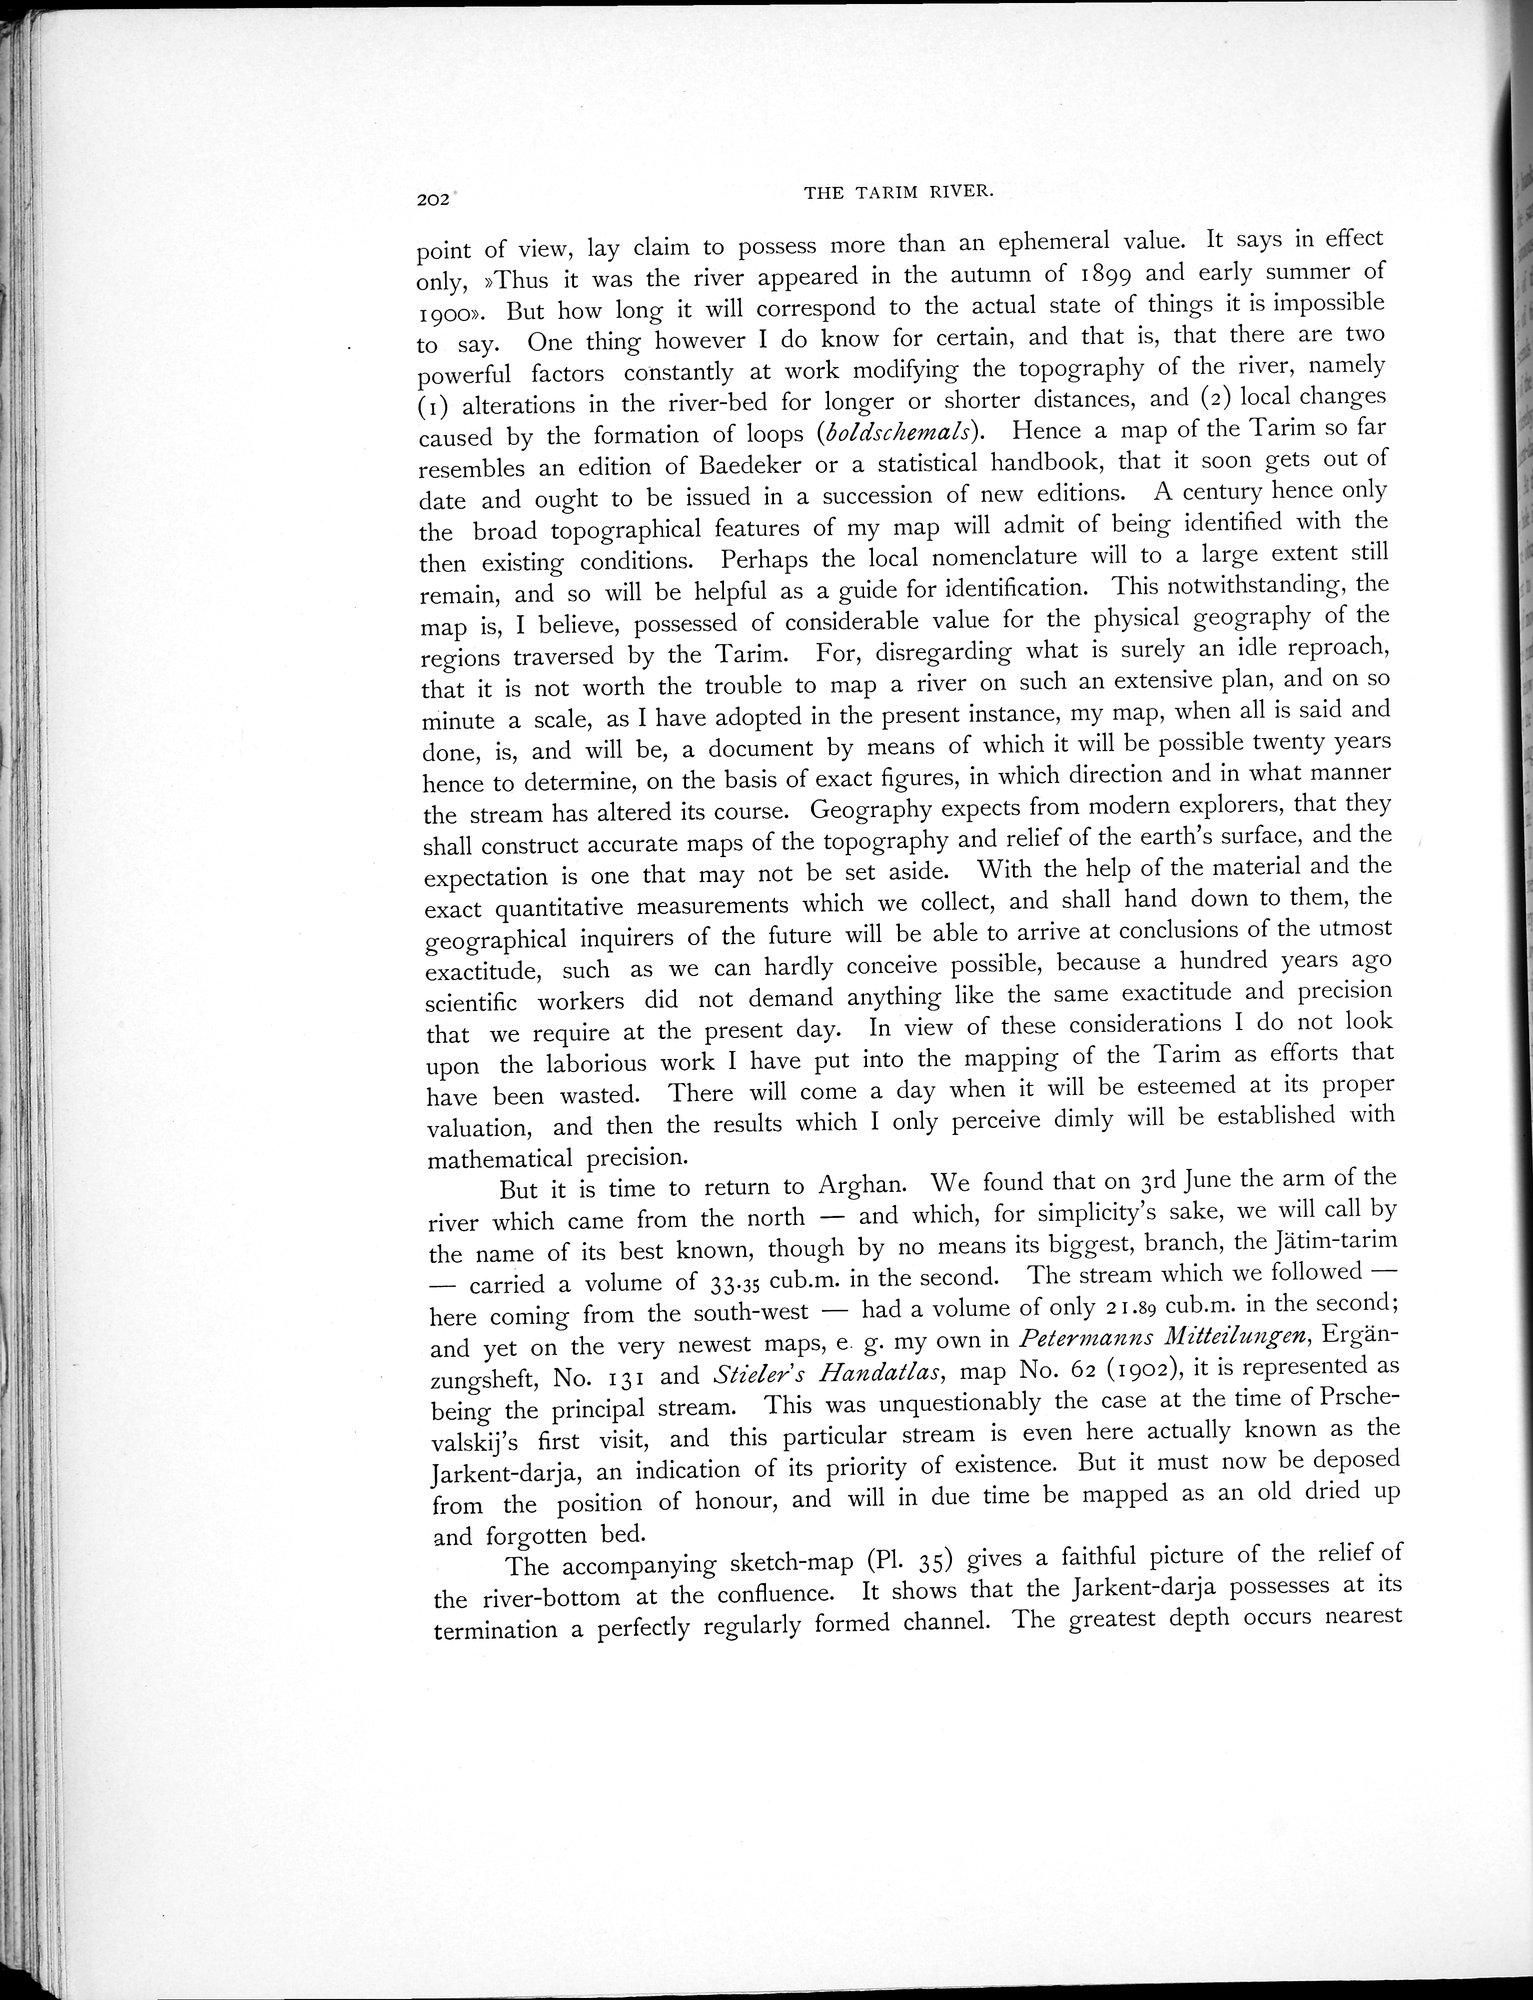 202
THE TARIM RIVER.
point of view, lay claim to possess more than an ephemeral value. It says in effect
only, »Thus it was the river appeared in the autumn of 1899 and early summer of
1900». But how long it will correspond to the actual state of things it is impossible
to say. One thing however I do know for certain, and that is, that there are two
powerful factors constantly at work modifying the topography of the river, namely
(1) alterations in the river-bed for longer or shorter distances, and (2) local changes
caused by the formation of loops (boldschemals). Hence a map of the Tarim so far
resembles an edition of Baedeker or a statistical handbook, that it soon gets out of
date and ought to be issued in a succession of new editions. A century hence only
the broad topographical features of my map will admit of being identified with the
then existing conditions. Perhaps the local nomenclature will to a large extent still
remain, and so will be helpful as a guide for identification. This notwithstanding, the
map is, I believe, possessed of considerable value for the physical geography of the
regions traversed by the Tarim. For, disregarding what is surely an idle reproach,
that it is not worth the trouble to map a river on such an extensive plan, and on so
minute a scale, as I have adopted in the present instance, my map, when all is said and
done, is, and will be, a document by means of which it will be possible twenty years
hence to determine, on the basis of exact figures, in which direction and in what manner
the stream has altered its course. Geography expects from modern explorers, that they
shall construct accurate maps of the topography and relief of the earth's surface, and the
expectation is one that may not be set aside. With the help of the material and the
exact quantitative measurements which we collect, and shall hand down to them, the
geographical inquirers of the future will be able to arrive at conclusions of the utmost
exactitude, such as we can hardly conceive possible, because a hundred years ago
scientific workers did not demand anything like the same exactitude and precision
that we require at the present day. In view of these considerations I do not look
upon the laborious work I have put into the mapping of the Tarim as efforts that
have been wasted. There will come a day when it will be esteemed at its proper
valuation, and then the results which I only perceive dimly will be established with
mathematical precision.
But it is time to return to Arghan. We found that on 3rd June the arm of the
river which came from the north — and which, for simplicity's sake, we will call by
the name of its best known, though by no means its biggest, branch, the Jätim-tarim
— carried a volume of 33.35 cub.m. in the second. The stream which we followed —
here coming from the south-west — had a volume of only 21.89 cub.m. in the second;
and yet on the very newest maps, e. g. my own in Petermanns Mitteilungen, Ergän-
zungsheft, No. 131 and Stieler's Handatlas, map No. 62 (1902), it is represented as
being the principal stream. This was unquestionably the case at the time of Prsche-
valskij's first visit, and this particular stream is even here actually known as the
Jarkent-darja, an indication of its priority of existence. But it must now be deposed
from the position of honour, and will in due time be mapped as an old dried up
and forgotten bed.
The accompanying sketch-map (Pl. 35) gives a faithful picture of the relief of
the river-bottom at the confluence. It shows that the Jarkent-darja possesses at its
termination a perfectly regularly formed channel. The greatest depth occurs nearest